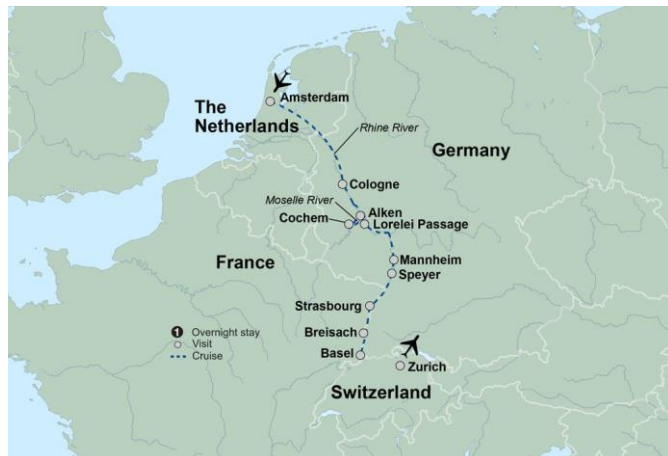 Amsterdam
The
Netherlands
Rhine River
Germany
Cologne
Moselle River
Alken
Cochem
Lorelei Passage
France
Mannheim
Speyer
Strasbourg
1 Overnight stay
Visit
Cruise
Breisach
Basel
Zurich
Switzerland